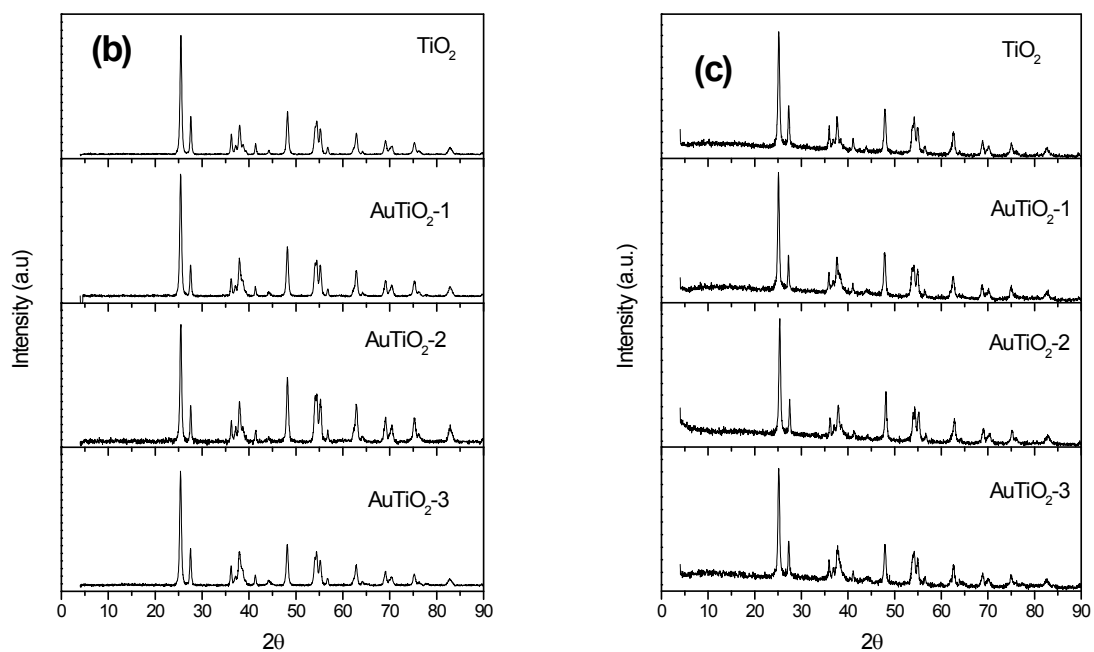 (b)
TiO₂
AuTiO₂-1
AuTiO₂-2
AuTiO₂-3
Intensity (a.u)
0 10 20 30 40 50 60 70 80 90
2θ
(c)
TiO₂
AuTiO₂-1
AuTiO₂-2
AuTiO₂-3
Intensity (a.u.)
0 10 20 30 40 50 60 70 80 90
2θ